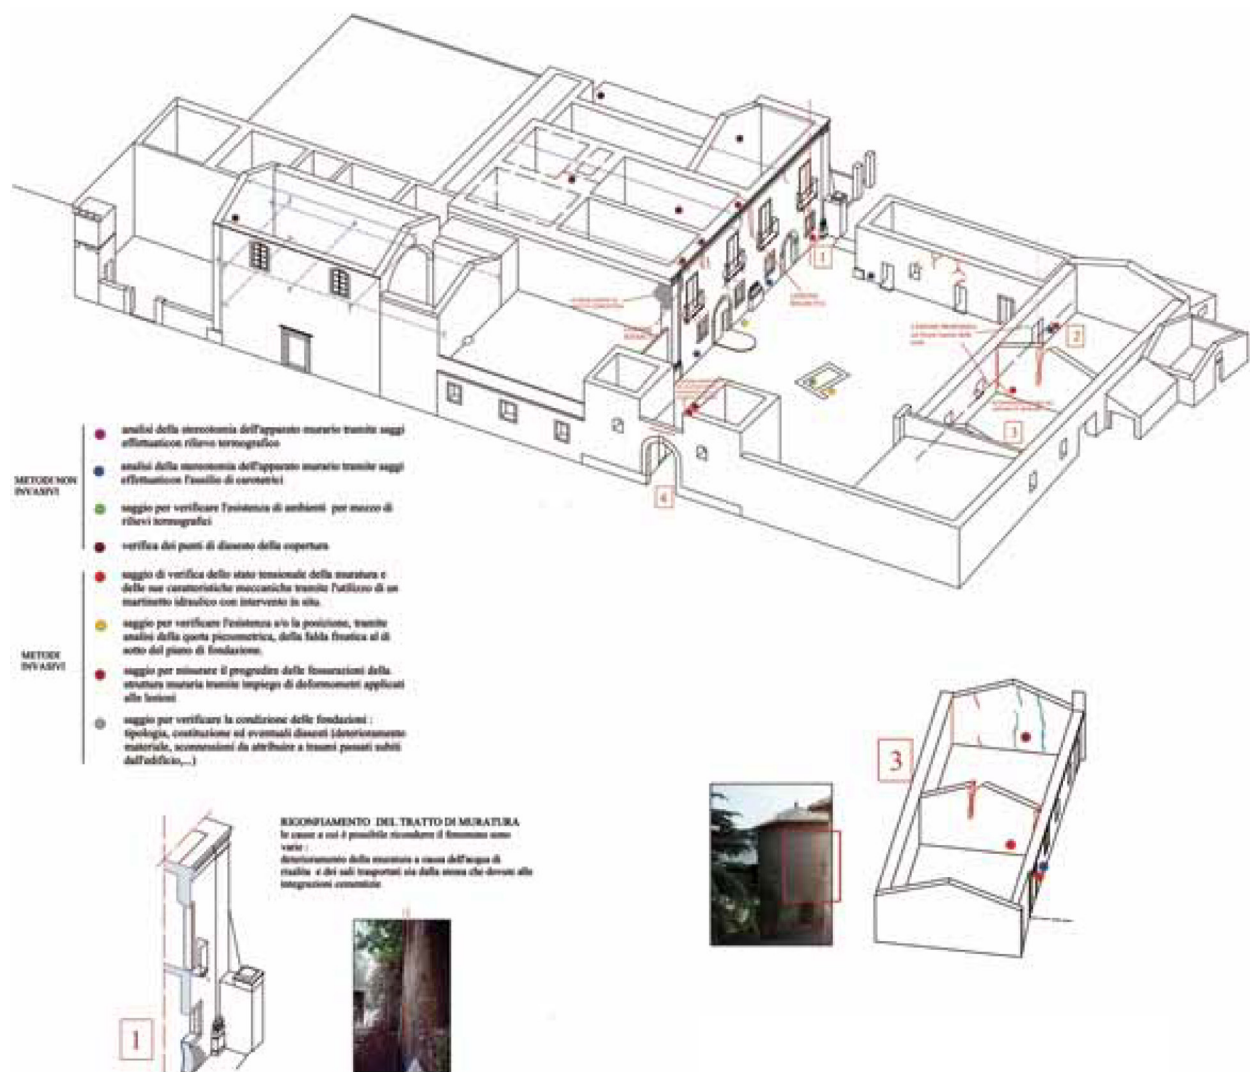 1
2
3
4
analisi della stereotomia dell'apparato murario tramite saggi
effettuaticon rilievo termografico
METODI NON
INVASIVI
analisi della stereotomia dell'apparato murario tramite saggi
effettuaticon l'ausilio di carotatrici
saggio per verificare l'esistenza di ambienti per mezzo di
rilievi termografici
verifica dei punti di dissesto della copertura
METODI
INVASIVI
saggio di verifica dello stato tensionale della muratura e
delle sue caratteristiche meccaniche tramite l'utilizzo di un
martinetto idraulico con intervento in situ.
saggio per verificare l'esistenza a/o la posizione, tramite
analisi della quota piezometrica, della falda freatica al di
sotto del piano di fondazione.
saggio per misurare il progredire delle fessurazioni della
struttura muraria tramite impiego di deformometri applicati
alle lesioni
saggio per verificare la condizione delle fondazioni :
tipologia, costituzione ed eventuali dissesti (deterioramento
materiale, sconnessioni da attribuire a traumi passati subiti
dall'edificio,...)
3
RIGONFIAMENTO DEL TRATTO DI MURATURA
le cause a cui è possibile ricondurre il fenomeno sono
varie :
deterioramento della muratura a causa dell'acqua di
risalita e dei sali trasportati sia dalla stessa che dovute alle
integrazioni cementizie
1